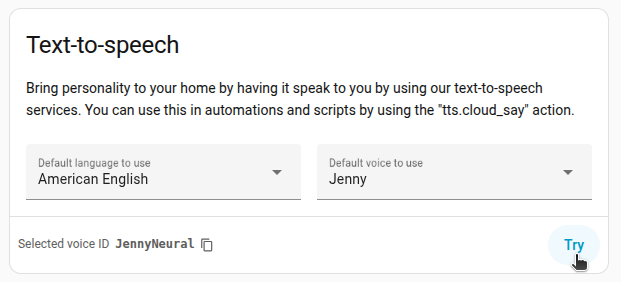 Text-to-speech
Bring personality to your home by having it speak to you by using our text-to-speech
services. You can use this in automations and scripts by using the "tts.cloud_say" action.
Default language to use
American English
Default voice to use
Jenny
Selected voice ID JennyNeural
Try